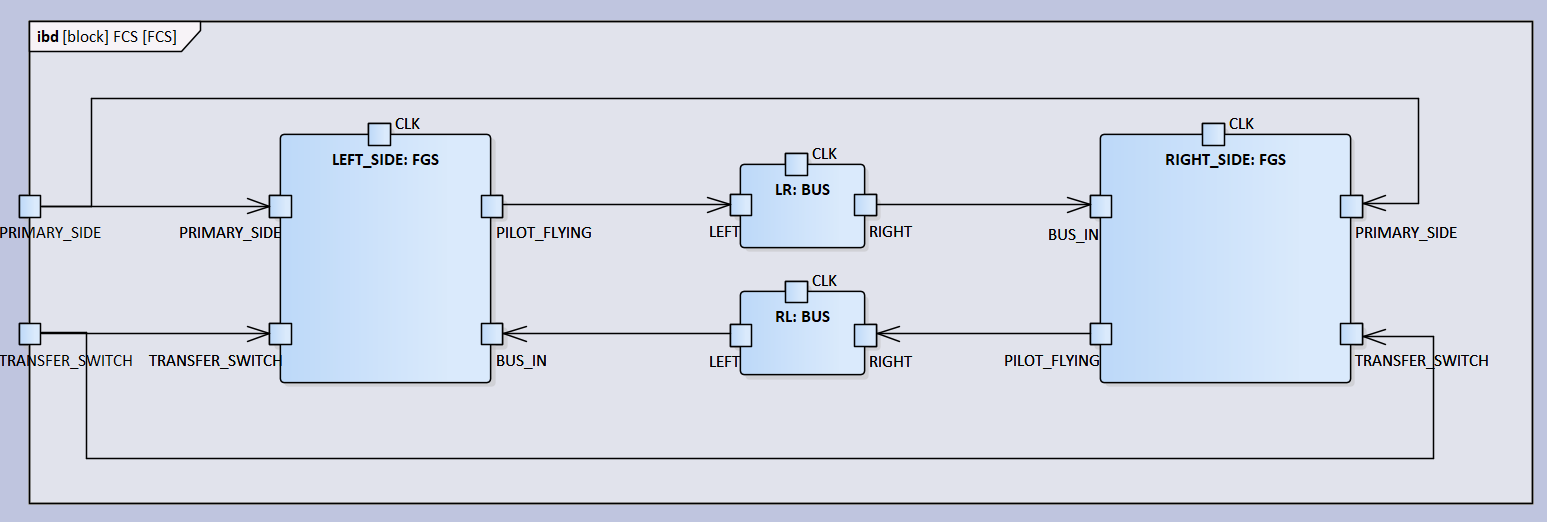 ibd [block] FCS [FCS]
CLK
CLK
CLK
LEFT_SIDE: FGS
RIGHT_SIDE: FGS
LR: BUS
PRIMARY_SIDE
PRIMARY_SIDE
PILOT_FLYING
LEFT
RIGHT
BUS_IN
PRIMARY_SIDE
CLK
RL: BUS
TRANSFER_SWITCH
TRANSFER_SWITCH
BUS_IN
LEFT
RIGHT
PILOT_FLYING
TRANSFER_SWITCH